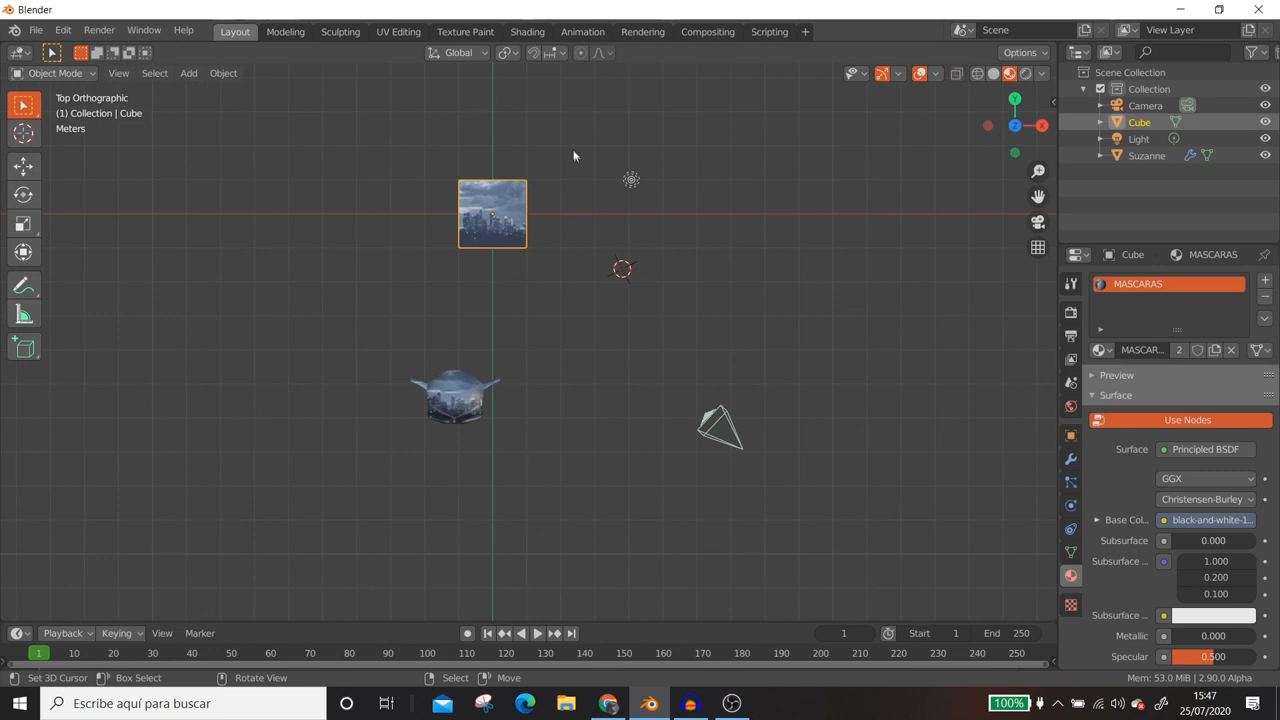 Blender
File Edit Render Window Help Layout Modeling Sculpting UV Editing Texture Paint Shading Animation Rendering Compositing Scripting + Scene View Layer
Global Options
Object Mode View Select Add Object
Top Orthographic
(1) Collection | Cube
Meters
Y
Z X
Scene Collection
Collection
Camera
Cube
Light
Suzanne
Cube MASCARAS
MASCARAS
MASCAR... 2
Preview
Surface
Use Nodes
Surface Principled BSDF
GGX
Christensen-Burley
Base Col... black-and-white-1...
Subsurface 0.000
Subsurface ... 1.000
0.200
0.100
Subsurface ...
Metallic 0.000
Specular 0.500
Playback Keying View Marker 1 Start 1 End 250
1 10 20 30 40 50 60 70 80 90 100 110 120 130 140 150 160 170 180 190 200 210 220 230 240 250
Set 3D Cursor Box Select Rotate View Select Move Mem: 53.0 MiB | 2.90.0 Alpha
Escribe aquí para buscar 100% 15:47
25/07/2020